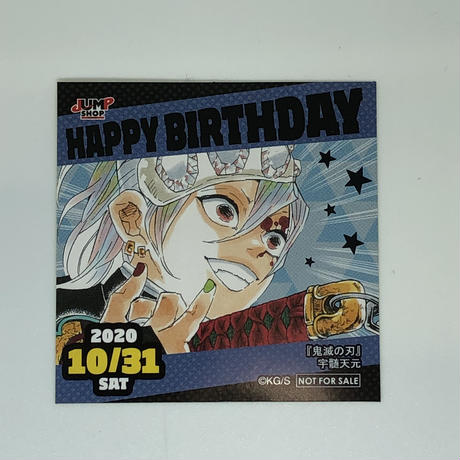 JUMP
SHOP
HAPPY BIRTHDAY
2020
10/31
SAT
『鬼滅の刃』
宇髄天元
©KG/S NOT FOR SALE